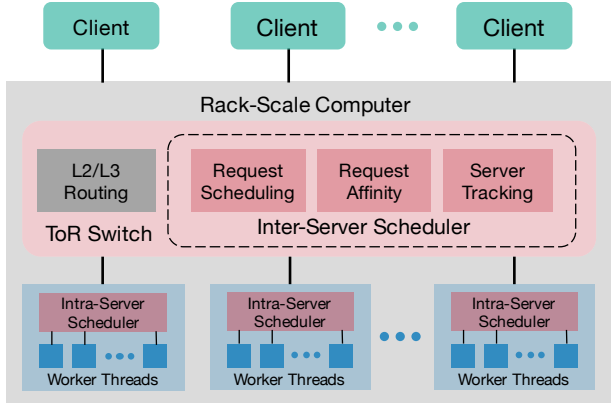 Client
Client
Client
Rack-Scale Computer
L2/L3
Routing
Request
Scheduling
Request
Affinity
Server
Tracking
ToR Switch
Inter-Server Scheduler
Intra-Server
Scheduler
Worker Threads
Intra-Server
Scheduler
Worker Threads
Intra-Server
Scheduler
Worker Threads